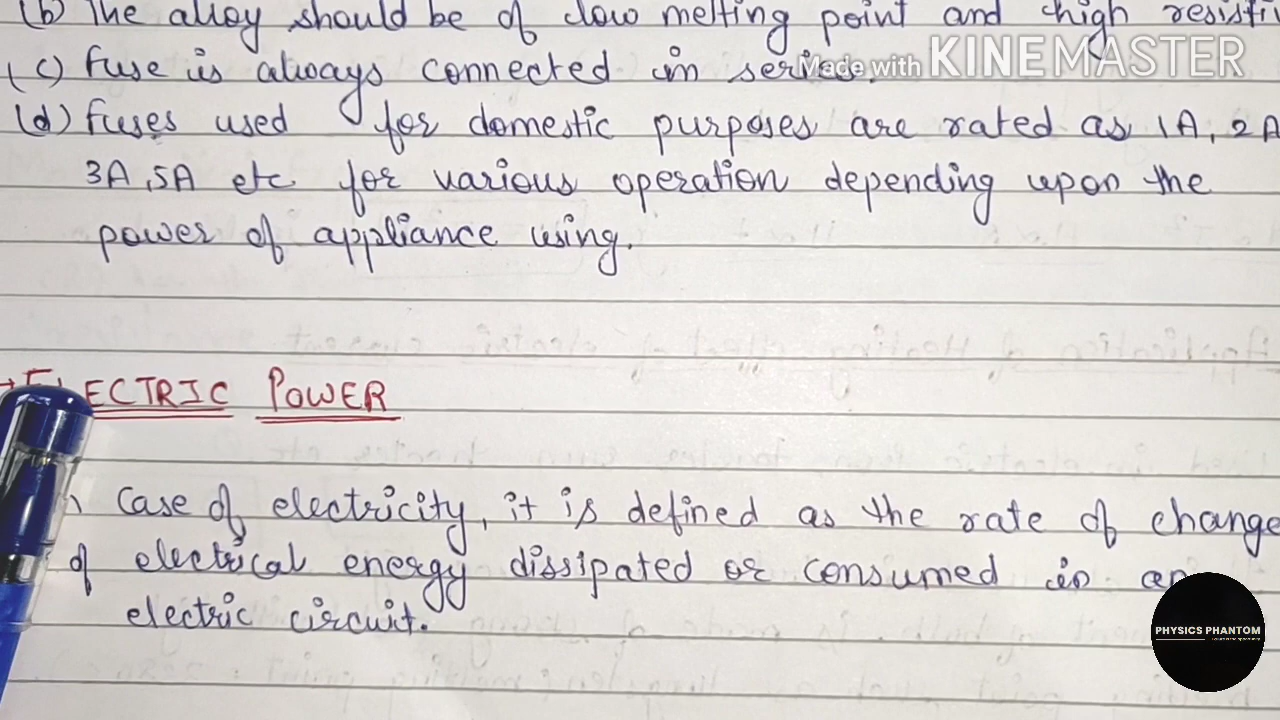 (b) The alloy should be of low melting point and high resisti
(c) fuse is always connected in series.
Made with KINEMASTER
(d) fuses used for domestic purposes are rated as 1A, 2A
3A, 5A etc for various operation depending upon the
power of appliance using.
ELECTRIC POWER
n case of electricity, it is defined as the rate of change
of electrical energy dissipated or consumed in an
electric circuit.
PHYSICS PHANTOM